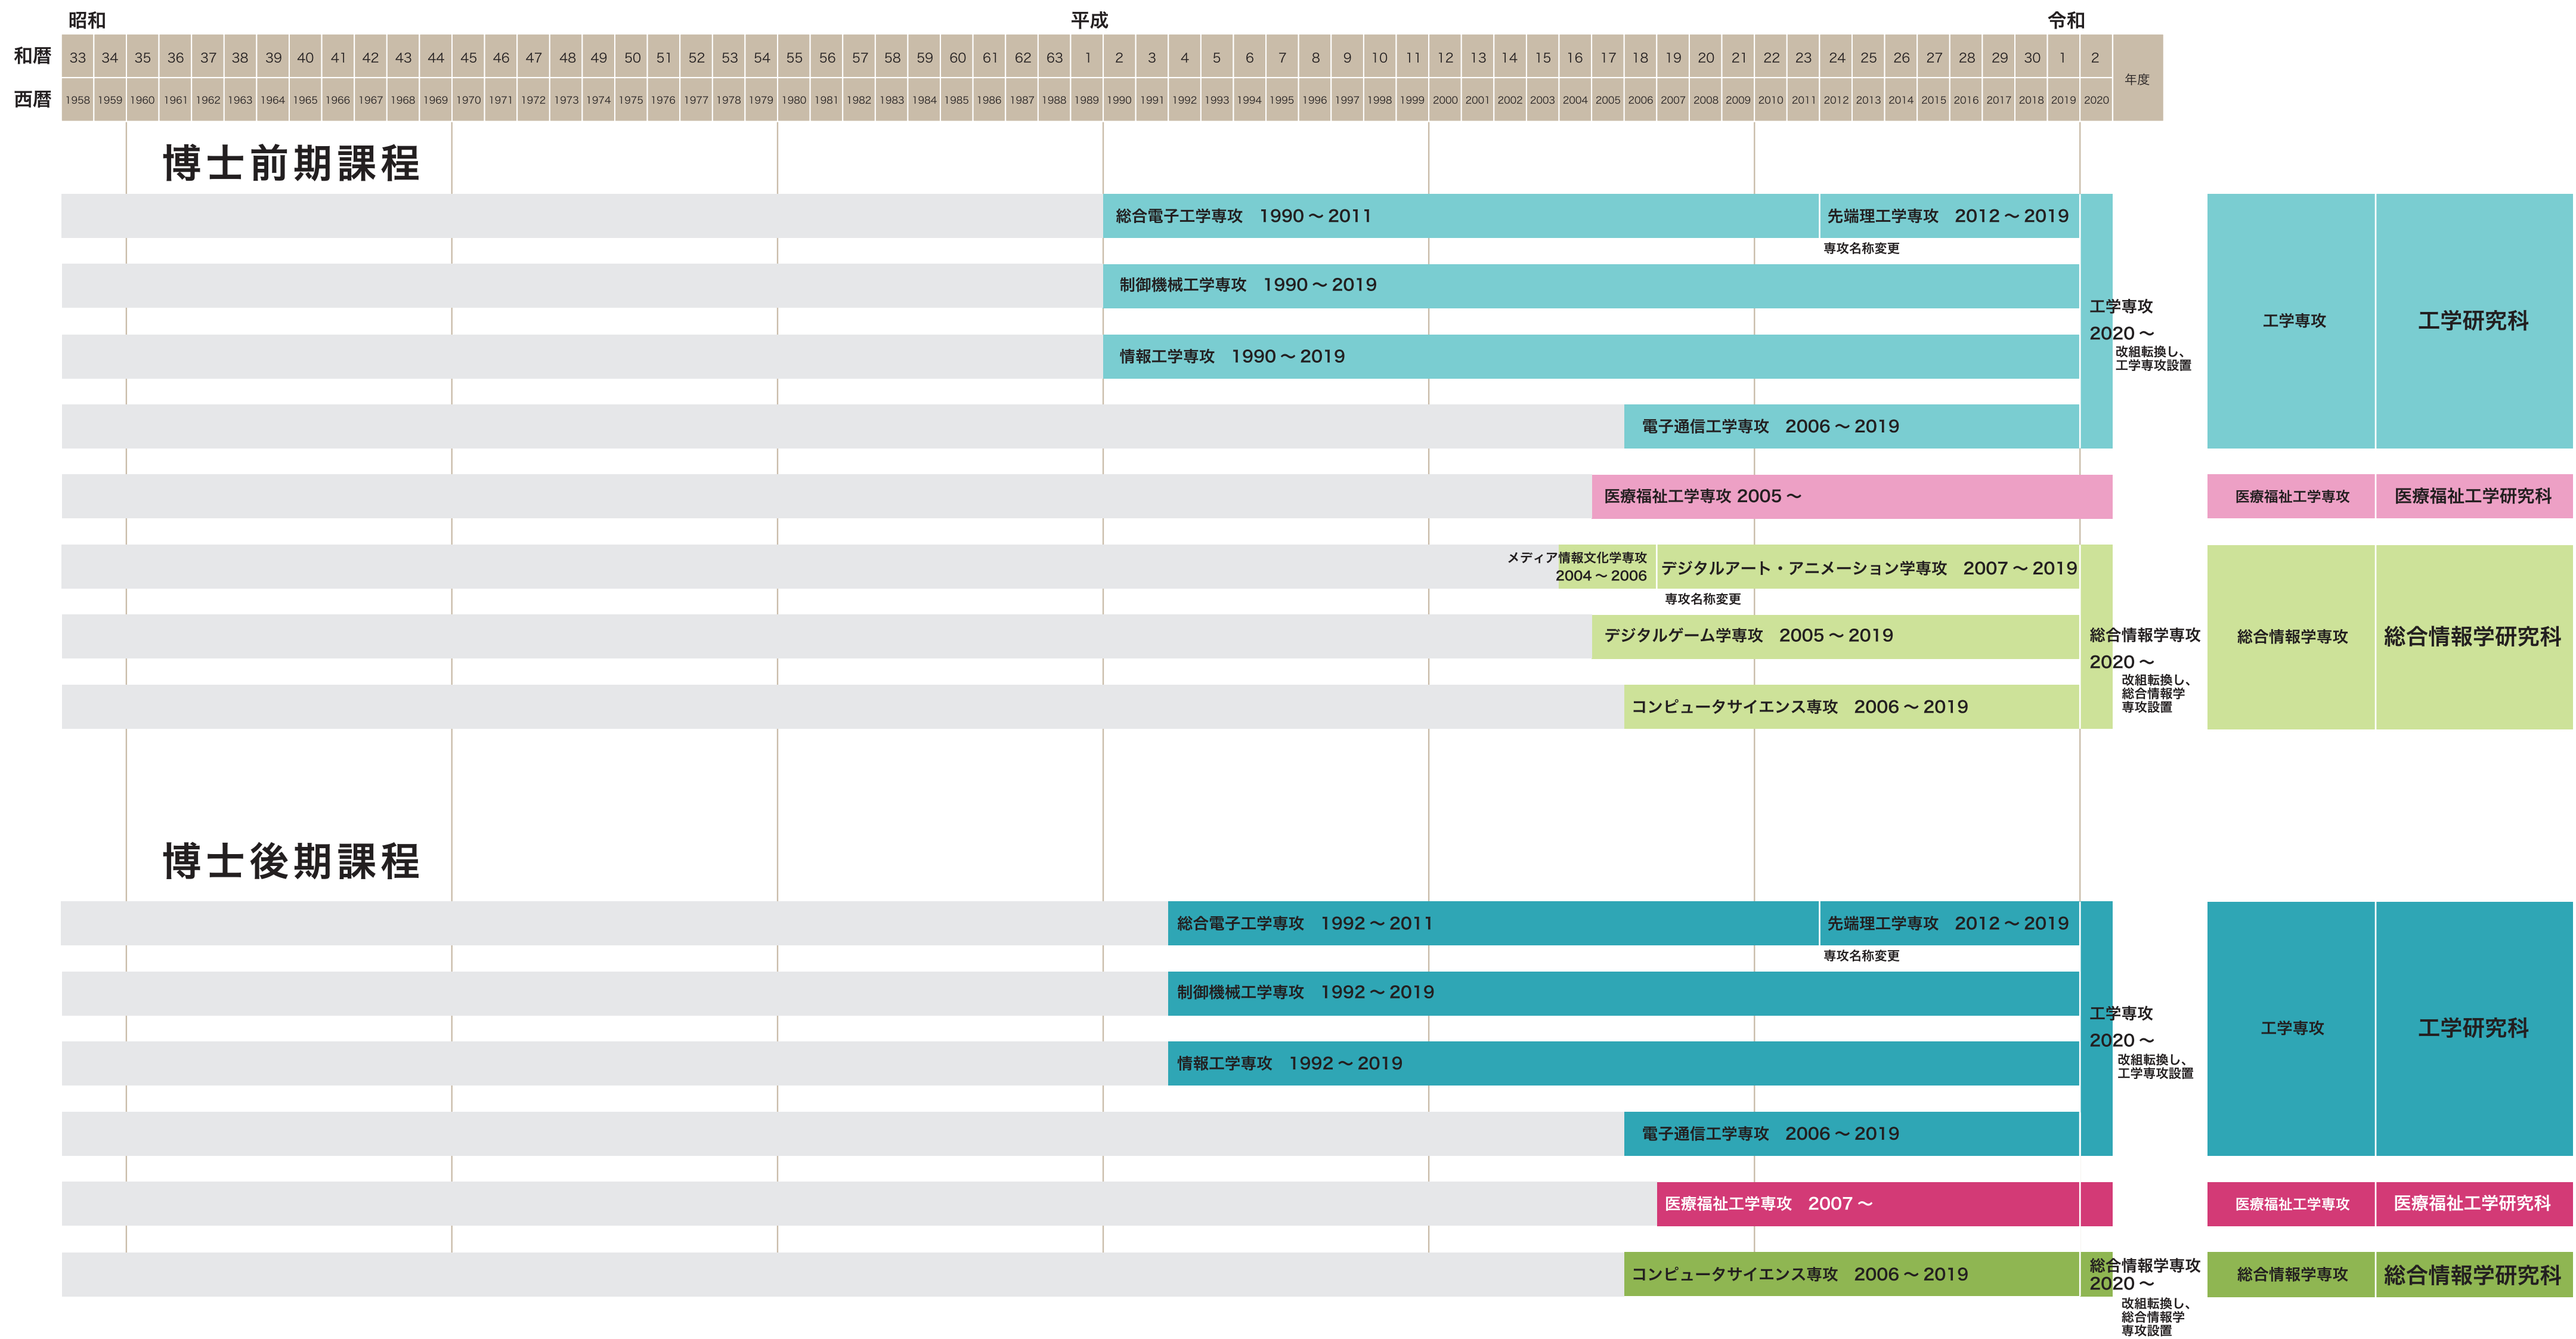 昭和 平成 令和
和暦 33 34 35 36 37 38 39 40 41 42 43 44 45 46 47 48 49 50 51 52 53 54 55 56 57 58 59 60 61 62 63 1 2 3 4 5 6 7 8 9 10 11 12 13 14 15 16 17 18 19 20 21 22 23 24 25 26 27 28 29 30 1 2 年度
西暦 1958 1959 1960 1961 1962 1963 1964 1965 1966 1967 1968 1969 1970 1971 1972 1973 1974 1975 1976 1977 1978 1979 1980 1981 1982 1983 1984 1985 1986 1987 1988 1989 1990 1991 1992 1993 1994 1995 1996 1997 1998 1999 2000 2001 2002 2003 2004 2005 2006 2007 2008 2009 2010 2011 2012 2013 2014 2015 2016 2017 2018 2019 2020
博士前期課程
総合電子工学専攻 1990～2011 先端理工学専攻 2012～2019
専攻名称変更
制御機械工学専攻 1990～2019
情報工学専攻 1990～2019
電子通信工学専攻 2006～2019
工学専攻
2020～
改組転換し、
工学専攻設置
工学専攻 工学研究科
医療福祉工学専攻 2005～
医療福祉工学専攻 医療福祉工学研究科
メディア情報文化学専攻
2004～2006
デジタルアート・アニメーション学専攻 2007～2019
専攻名称変更
デジタルゲーム学専攻 2005～2019
コンピュータサイエンス専攻 2006～2019
総合情報学専攻
2020～
改組転換し、
総合情報学
専攻設置
総合情報学専攻 総合情報学研究科
博士後期課程
総合電子工学専攻 1992～2011 先端理工学専攻 2012～2019
専攻名称変更
制御機械工学専攻 1992～2019
情報工学専攻 1992～2019
電子通信工学専攻 2006～2019
工学専攻
2020～
改組転換し、
工学専攻設置
工学専攻 工学研究科
医療福祉工学専攻 2007～
医療福祉工学専攻 医療福祉工学研究科
コンピュータサイエンス専攻 2006～2019
総合情報学専攻
2020～
改組転換し、
総合情報学
専攻設置
総合情報学専攻 総合情報学研究科